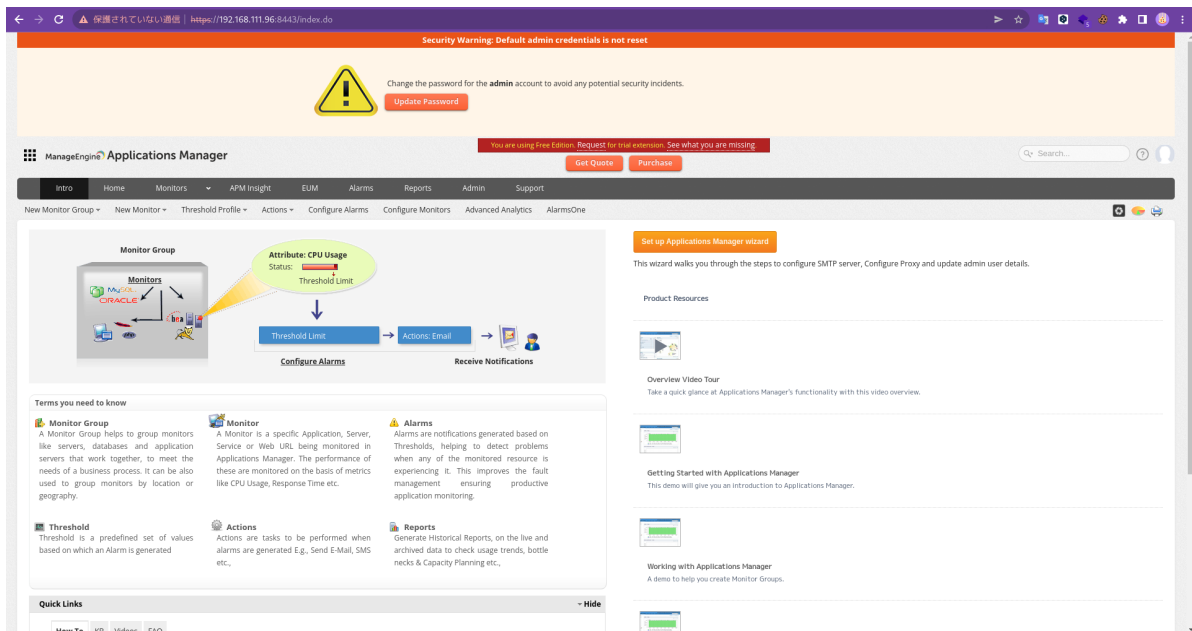 保護されていない通信 | https://192.168.111.96:8443/index.do
Security Warning: Default admin credentials is not reset
Change the password for the admin account to avoid any potential security incidents.
Update Password
ManageEngine Applications Manager
You are using Free Edition. Request for trial extension. See what you are missing
Get Quote Purchase
Search...
Intro Home Monitors APM Insight EUM Alarms Reports Admin Support
New Monitor Group New Monitor Threshold Profile Actions Configure Alarms Configure Monitors Advanced Analytics AlarmsOne
Monitor Group
Monitors
MySQL
ORACLE
bea
php
Attribute: CPU Usage
Status:
Threshold Limit
Threshold Limit
Actions: Email
Configure Alarms
Receive Notifications
Terms you need to know
Monitor Group
A Monitor Group helps to group monitors
like servers, databases and application
servers that work together, to meet the
needs of a business process. It can be also
used to group monitors by location or
geography.
Monitor
A Monitor is a specific Application, Server,
Service or Web URL being monitored in
Applications Manager. The performance of
these are monitored on the basis of metrics
like CPU Usage, Response Time etc.
Alarms
Alarms are notifications generated based on
Thresholds, helping to detect problems
when any of the monitored resource is
experiencing it. This improves the fault
management ensuring productive
application monitoring.
Threshold
Threshold is a predefined set of values
based on which an Alarm is generated
Actions
Actions are tasks to be performed when
alarms are generated E.g., Send E-Mail, SMS
etc.,
Reports
Generate Historical Reports, on the live and
archived data to check usage trends, bottle
necks & Capacity Planning etc.,
Quick Links
Hide
How To KB Videos FAQ
Set up Applications Manager wizard
This wizard walks you through the steps to configure SMTP server, Configure Proxy and update admin user details.
Product Resources
Overview Video Tour
Take a quick glance at Applications Manager's functionality with this video overview.
Getting Started with Applications Manager
This demo will give you an introduction to Applications Manager.
Working with Applications Manager
A demo to help you create Monitor Groups.